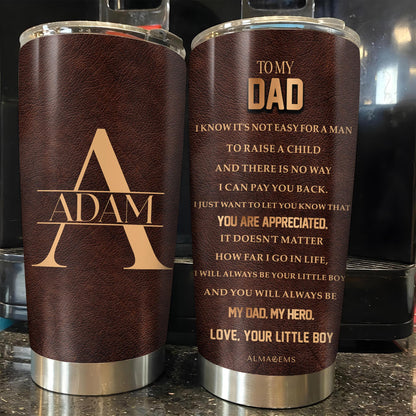 A
ADAM
TO MY
DAD
I KNOW IT'S NOT EASY FOR A MAN
TO RAISE A CHILD
AND THERE IS NO WAY
I CAN PAY YOU BACK.
I JUST WANT TO LET YOU KNOW THAT
YOU ARE APPRECIATED.
IT DOESN'T MATTER
HOW FAR I GO IN LIFE,
I WILL ALWAYS BE YOUR LITTLE BOY
AND YOU WILL ALWAYS BE
MY DAD, MY HERO.
LOVE, YOUR LITTLE BOY
ALMAGEMS